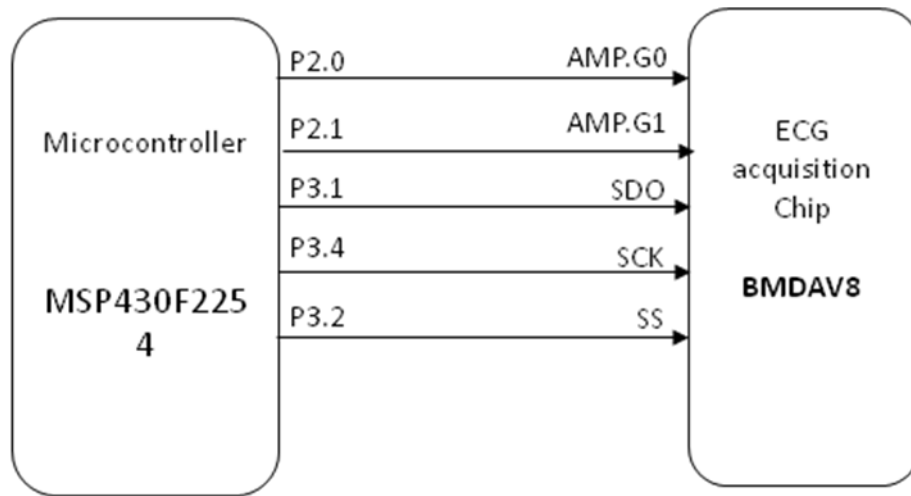 P2.0 AMP.G0
Microcontroller
P2.1 AMP.G1
ECG
acquisition
Chip
P3.1 SDO
P3.4 SCK
MSP430F225
4
BMDAV8
P3.2 SS